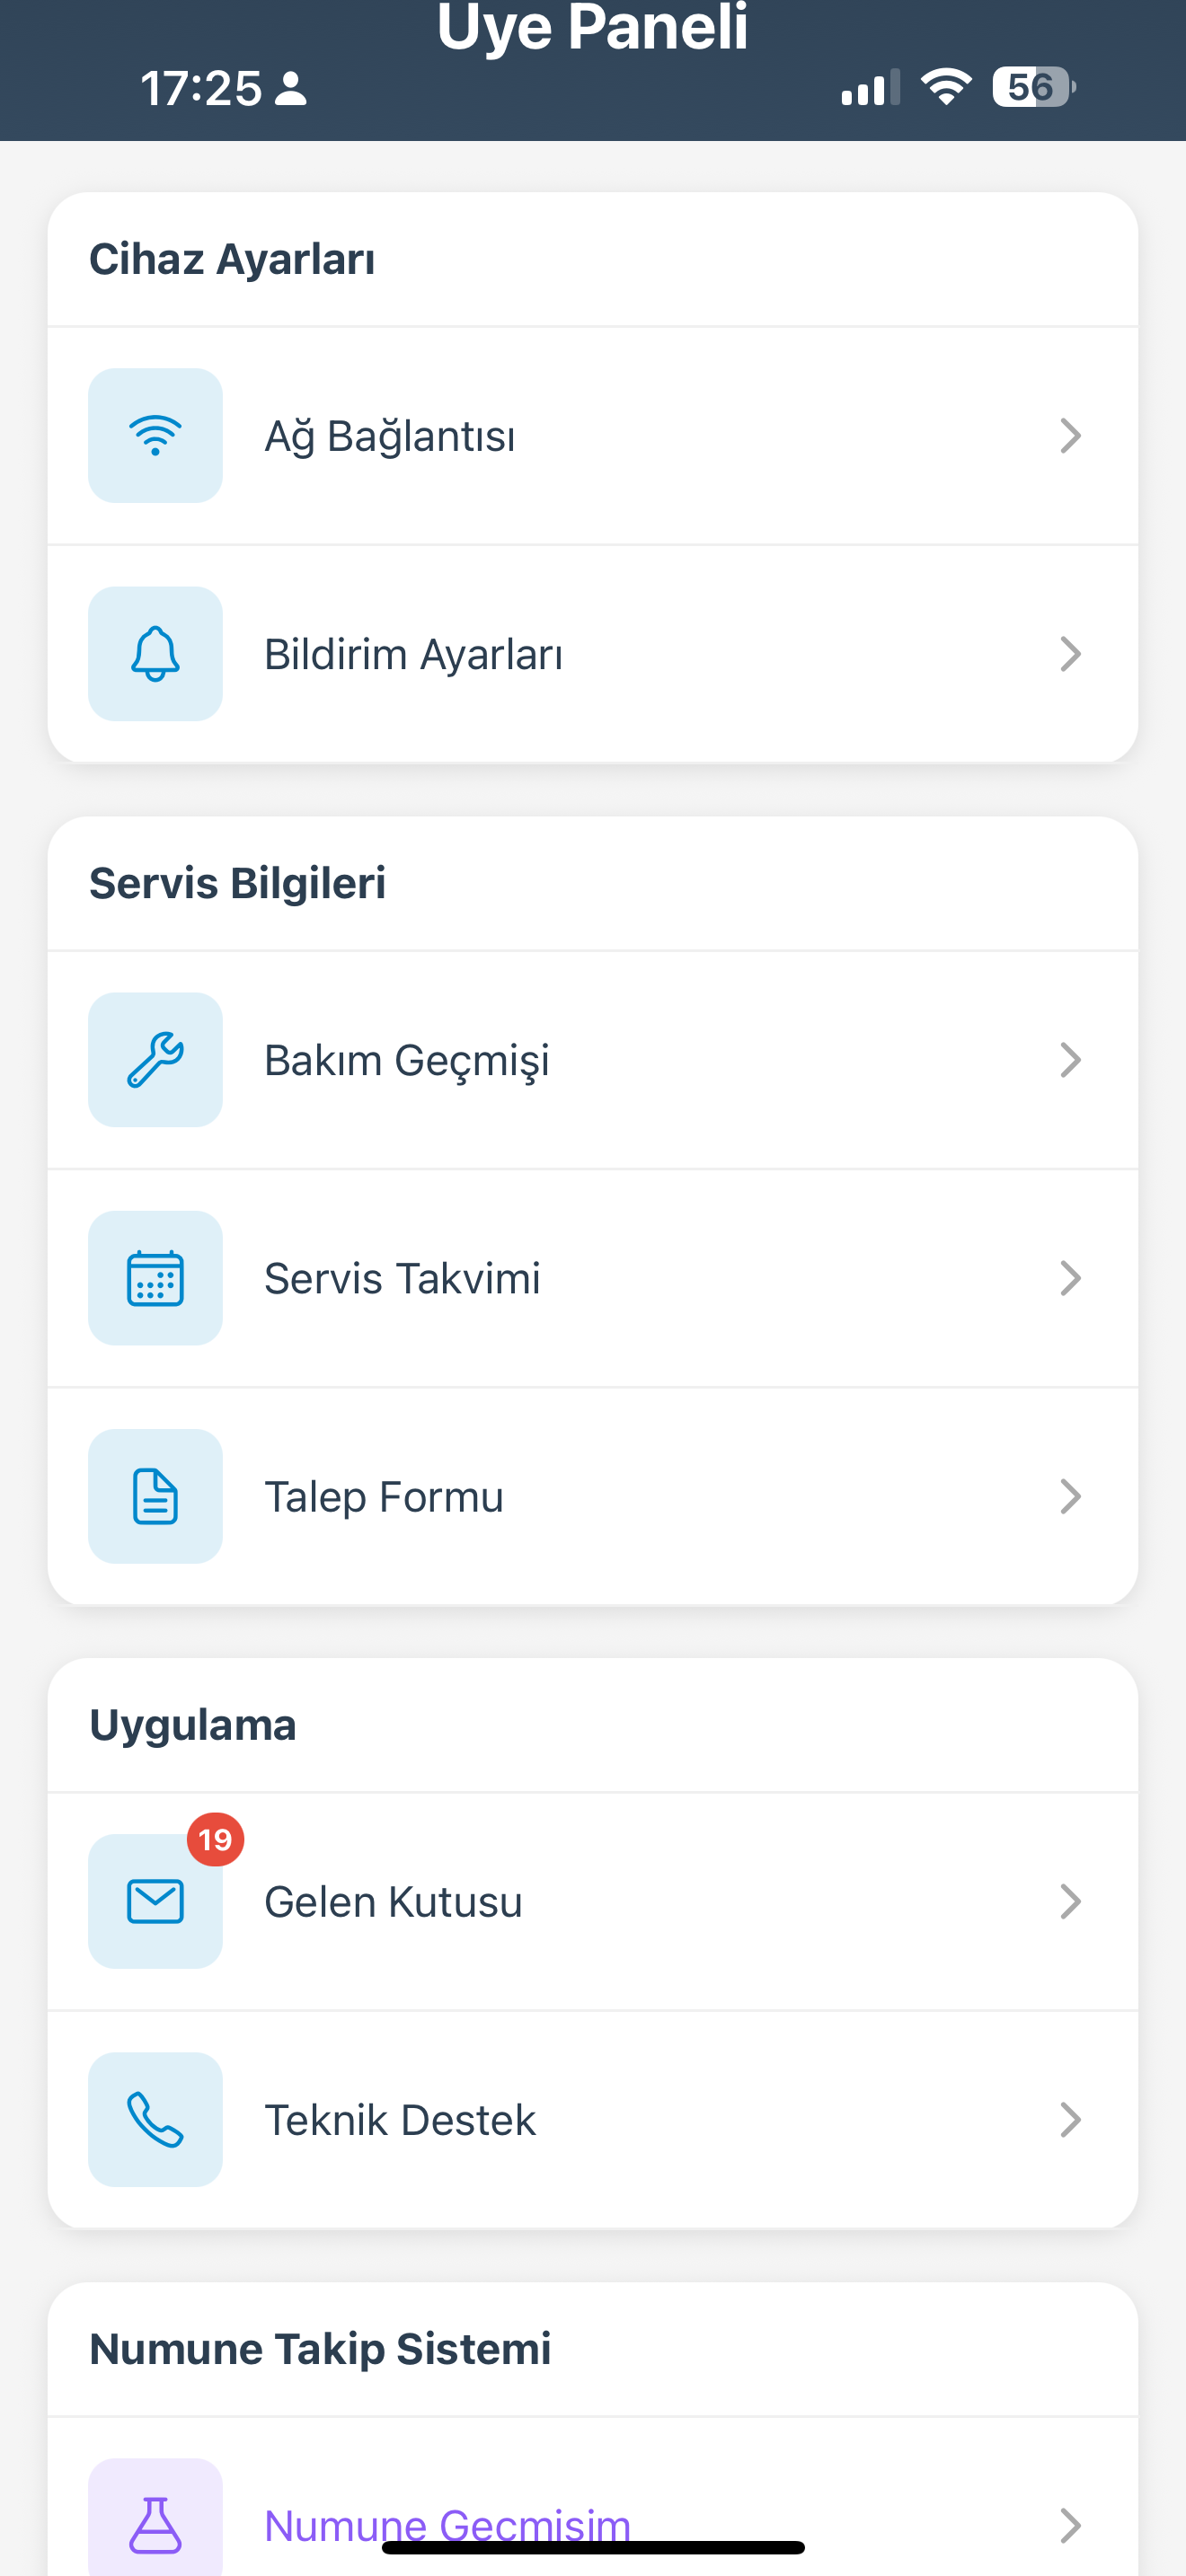 Üye Paneli
17:25
56
Cihaz Ayarları
Ağ Bağlantısı
Bildirim Ayarları
Servis Bilgileri
Bakım Geçmişi
Servis Takvimi
Talep Formu
Uygulama
19
Gelen Kutusu
Teknik Destek
Numune Takip Sistemi
Numune Geçmişim